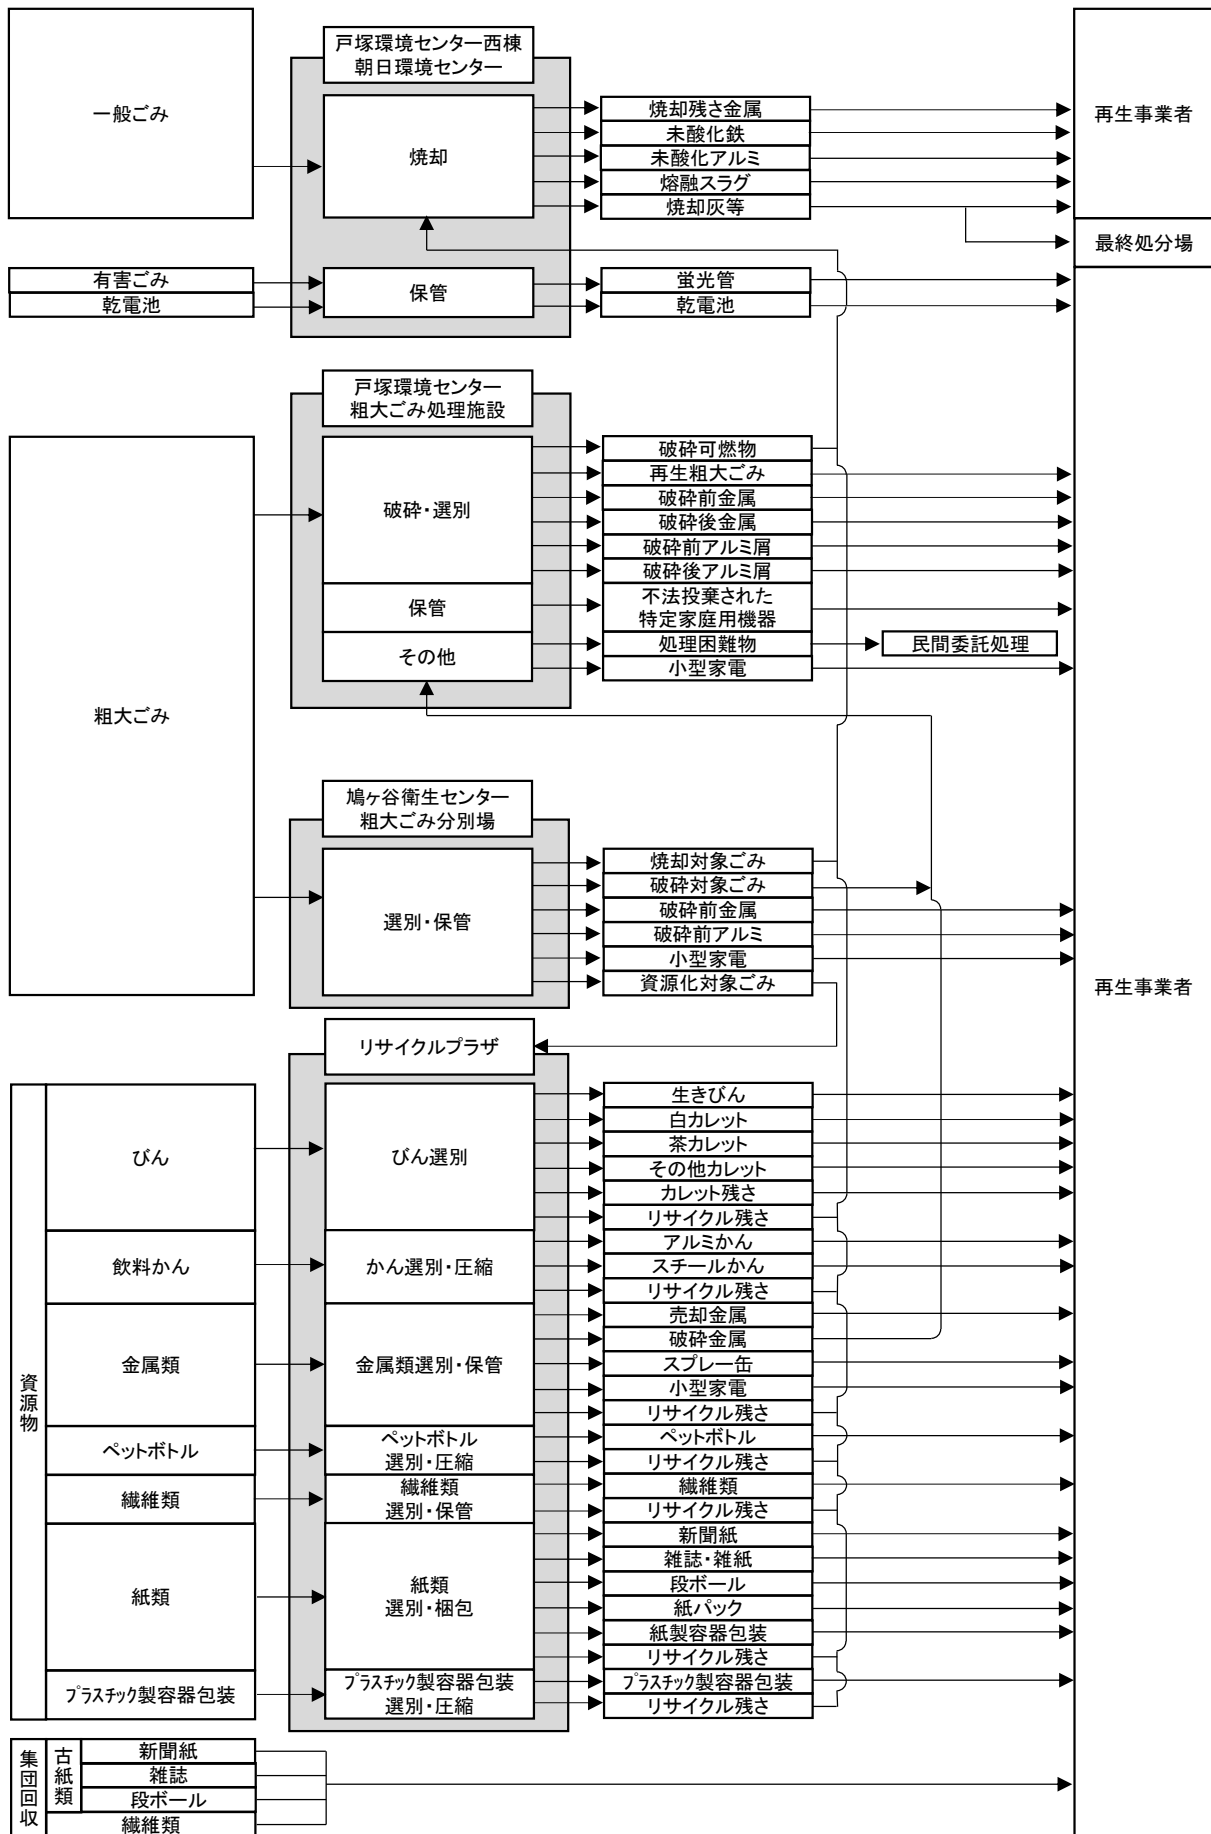 一般ごみ
戸塚環境センター西棟
朝日環境センター
焼却
焼却残さ金属
未酸化鉄
未酸化アルミ
熔融スラグ
焼却灰等
再生事業者
最終処分場
有害ごみ
乾電池
保管
蛍光管
乾電池
戸塚環境センター
粗大ごみ処理施設
粗大ごみ
破砕・選別
保管
その他
破砕可燃物
再生粗大ごみ
破砕前金属
破砕後金属
破砕前アルミ屑
破砕後アルミ屑
不法投棄された
特定家庭用機器
処理困難物
小型家電
民間委託処理
鳩ヶ谷衛生センター
粗大ごみ分別場
選別・保管
焼却対象ごみ
破砕対象ごみ
破砕前金属
破砕前アルミ
小型家電
資源化対象ごみ
再生事業者
リサイクルプラザ
資源物
びん
びん選別
生きびん
白カレット
茶カレット
その他カレット
カレット残さ
リサイクル残さ
飲料かん
かん選別・圧縮
アルミかん
スチールかん
リサイクル残さ
金属類
金属類選別・保管
売却金属
破砕金属
スプレー缶
小型家電
リサイクル残さ
ペットボトル
ペットボトル
選別・圧縮
ペットボトル
リサイクル残さ
繊維類
繊維類
選別・保管
繊維類
リサイクル残さ
紙類
紙類
選別・梱包
新聞紙
雑誌・雑紙
段ボール
紙パック
紙製容器包装
リサイクル残さ
プラスチック製容器包装
プラスチック製容器包装
選別・圧縮
プラスチック製容器包装
リサイクル残さ
集団回収
古紙類
新聞紙
雑誌
段ボール
繊維類